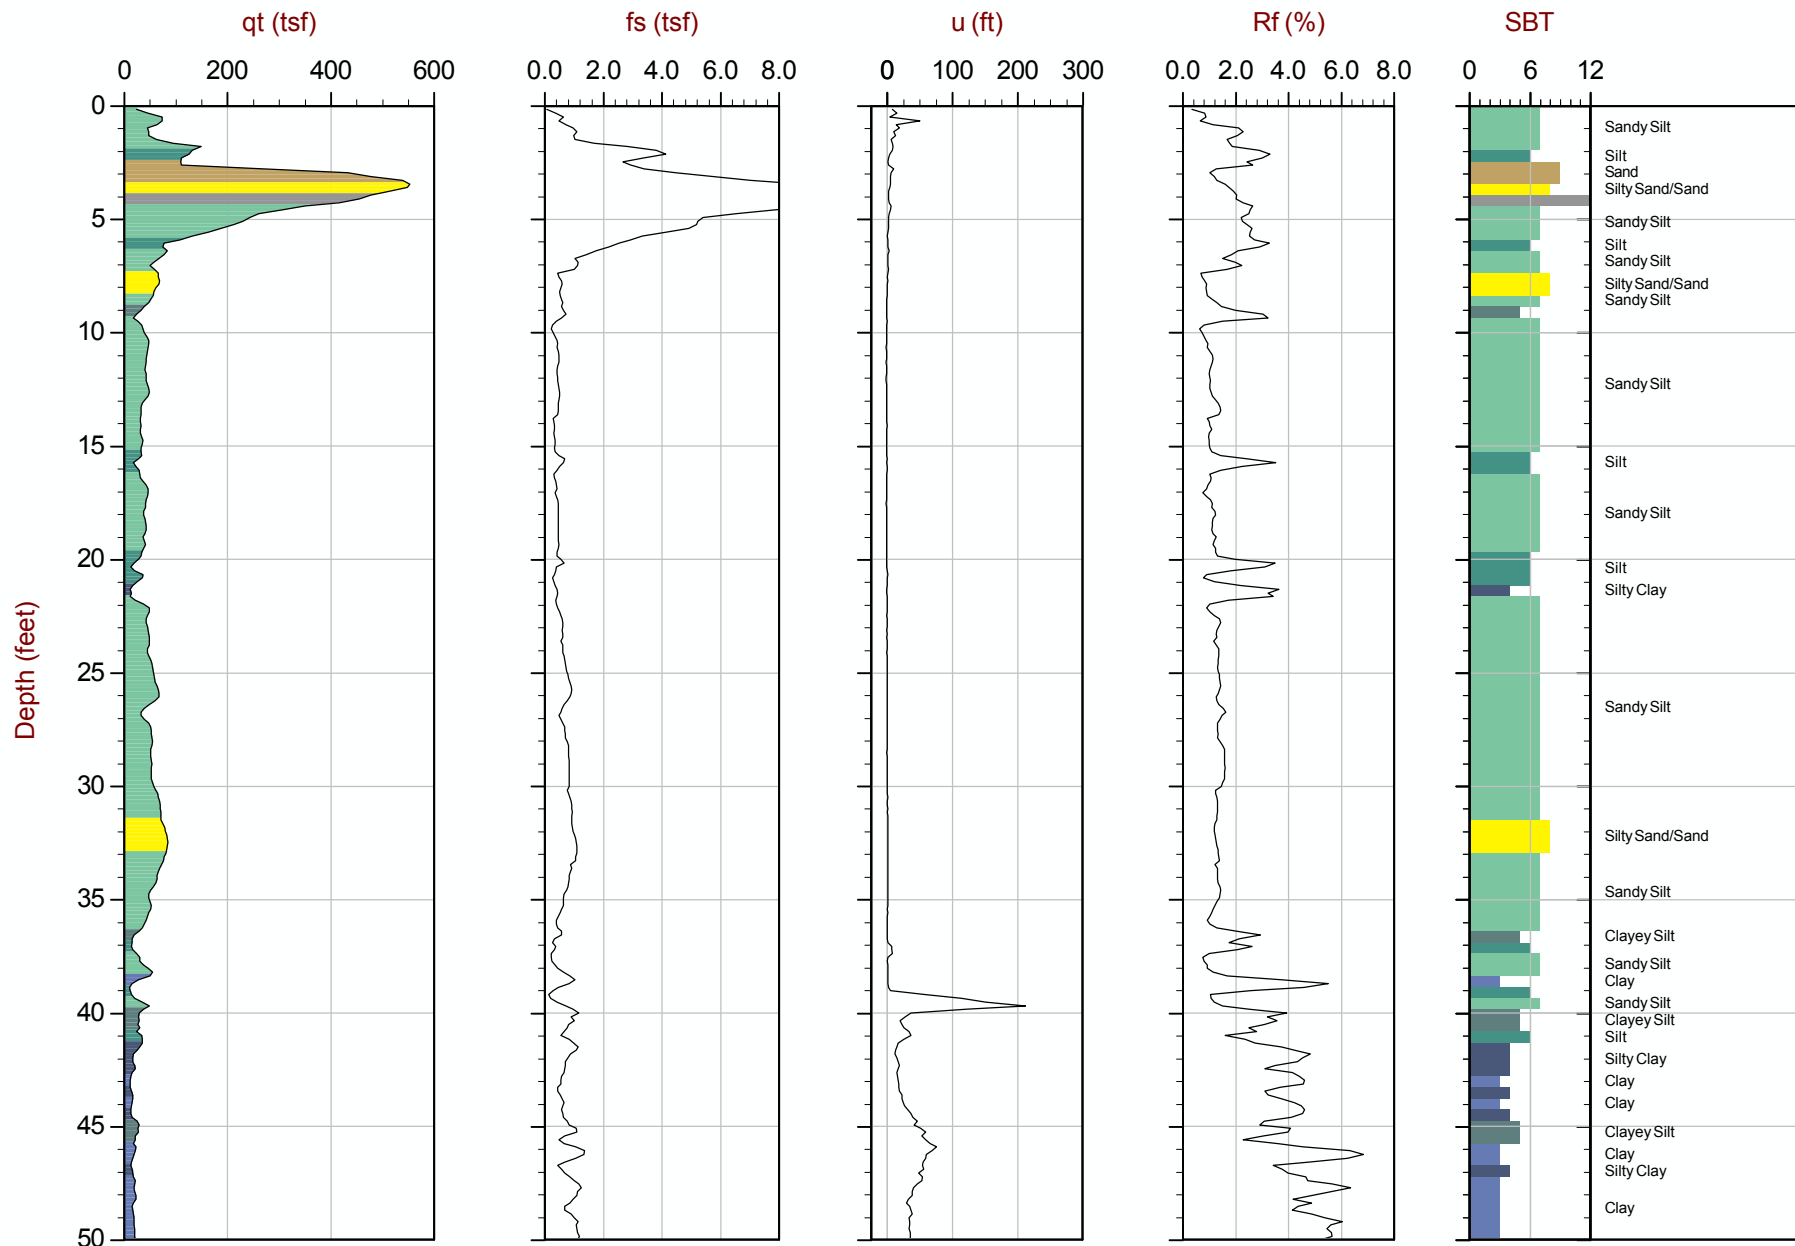 qt (tsf) fs (tsf) u (ft) Rf (%) SBT
0 200 400 600 0.0 2.0 4.0 6.0 8.0 0 100 200 300 0.0 2.0 4.0 6.0 8.0 0 6 12
0
Sandy Silt
Silt
Sand
Silty Sand/Sand
5
Sandy Silt
Silt
Sandy Silt
Silty Sand/Sand
Sandy Silt
10
Sandy Silt
15
Silt
Sandy Silt
20
Silt
Silty Clay
Depth (feet)
25
Sandy Silt
30
Silty Sand/Sand
Sandy Silt
35
Clayey Silt
Sandy Silt
Clay
Sandy Silt
40
Clayey Silt
Silt
Silty Clay
Clay
Clay
45
Clayey Silt
Clay
Silty Clay
Clay
50